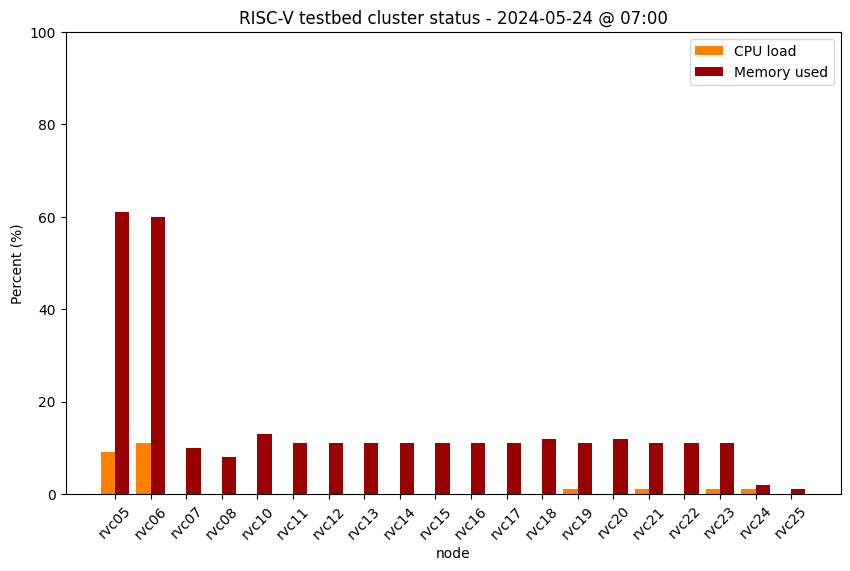 RISC-V testbed cluster status - 2024-05-24 @ 07:00
CPU load
Memory used
Percent (%)
100
80
60
40
20
0
rvc05
rvc06
rvc07
rvc08
rvc10
rvc11
rvc12
rvc13
rvc14
rvc15
rvc16
rvc17
rvc18
rvc19
rvc20
rvc21
rvc22
rvc23
rvc24
rvc25
node